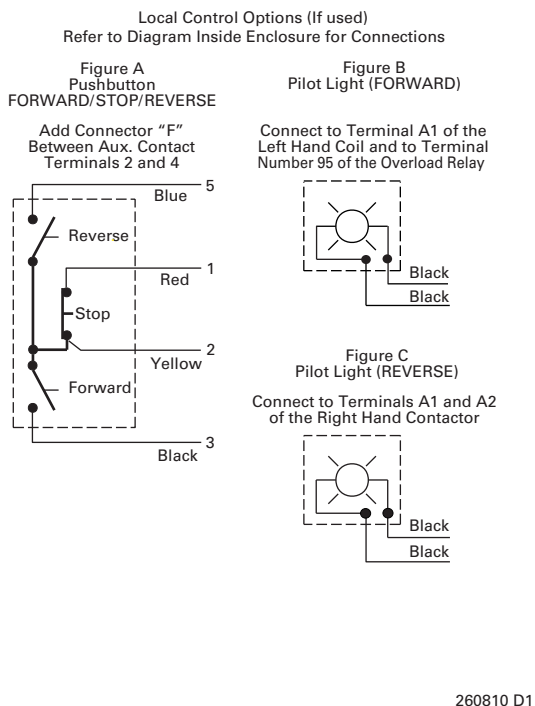 Local Control Options (If used)
Refer to Diagram Inside Enclosure for Connections
Figure A
Pushbutton
FORWARD/STOP/REVERSE
Add Connector “F”
Between Aux. Contact
Terminals 2 and 4
5
Blue
Reverse
1
Red
Stop
2
Yellow
Forward
3
Black
Figure B
Pilot Light (FORWARD)
Connect to Terminal A1 of the
Left Hand Coil and to Terminal
Number 95 of the Overload Relay
Black
Black
Figure C
Pilot Light (REVERSE)
Connect to Terminals A1 and A2
of the Right Hand Contactor
Black
Black
260810 D1